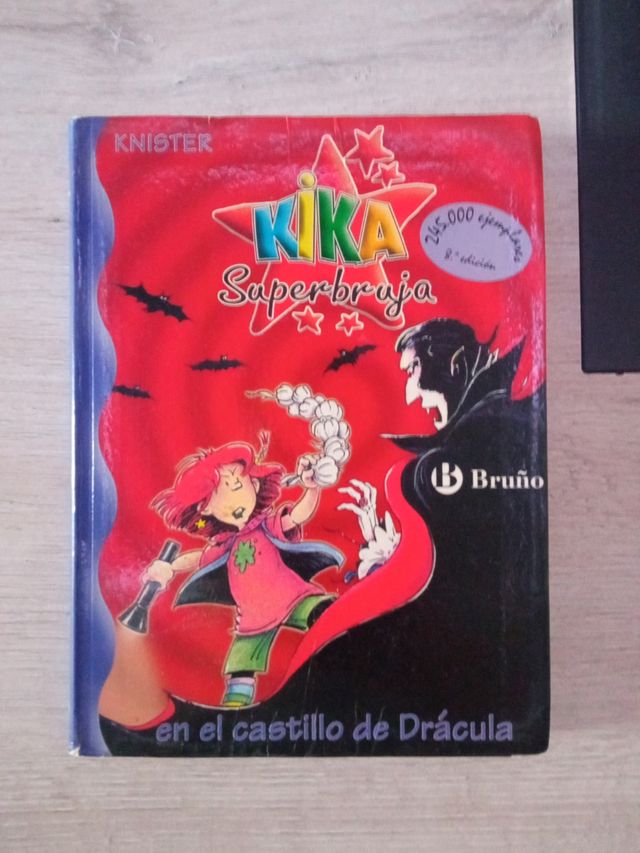 KNISTER
KIKA
Superbruja
245.000 ejemplares
8.ª edición
B Bruño
en el castillo de Drácula